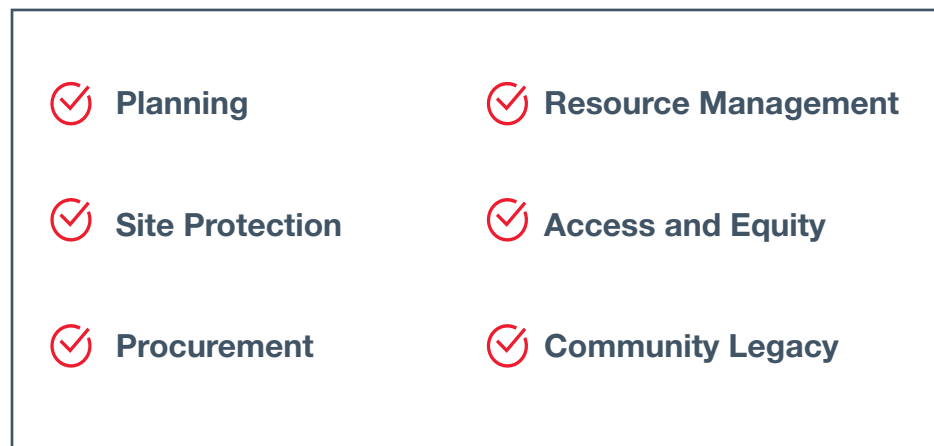 Planning
Resource Management
Site Protection
Access and Equity
Procurement
Community Legacy